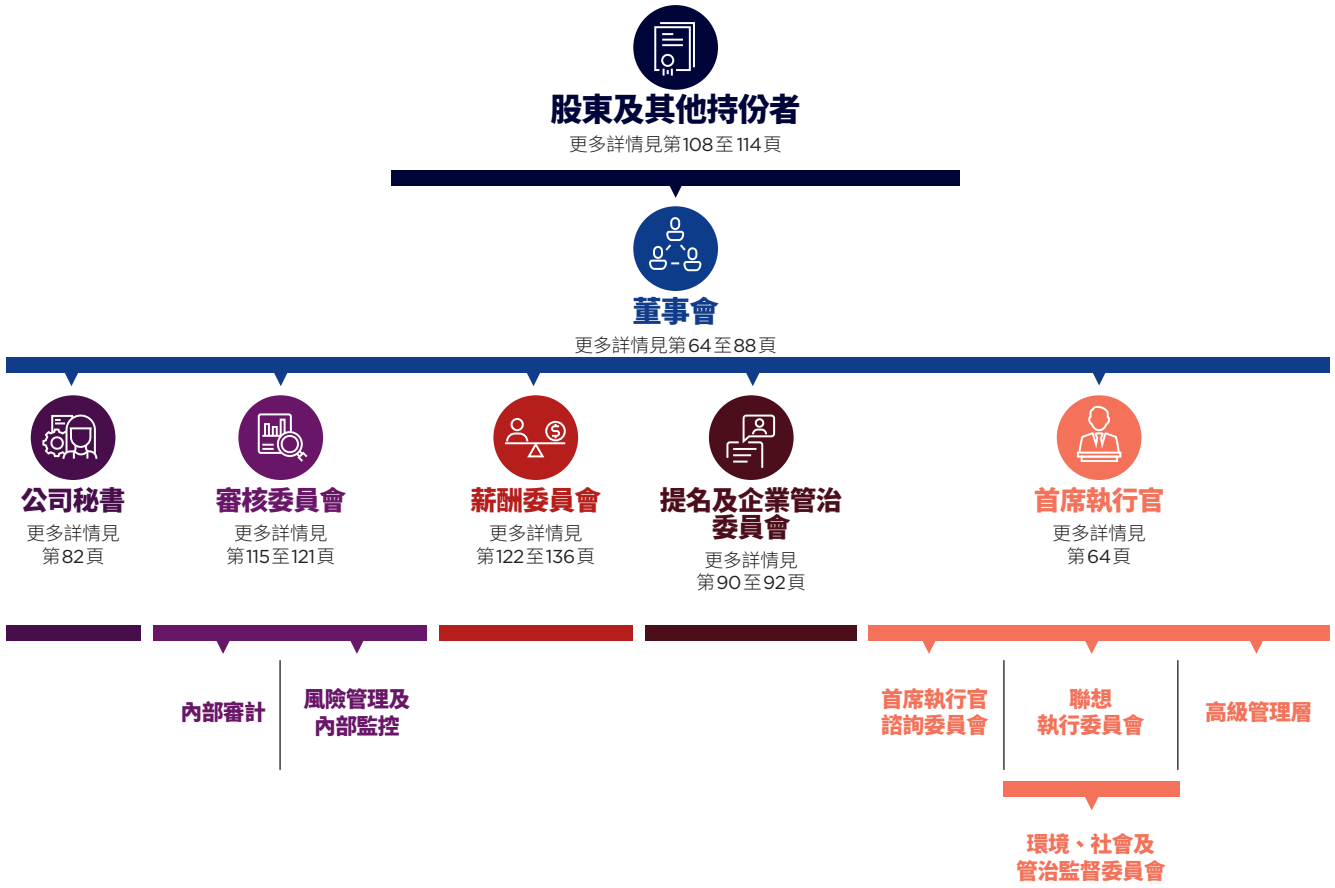 股東及其他持份者
更多詳情見第108至114頁
董事會
更多詳情見第64至88頁
公司秘書
更多詳情見
第82頁
審核委員會
更多詳情見
第115至121頁
薪酬委員會
更多詳情見
第122至136頁
提名及企業管治
委員會
更多詳情見
第90至92頁
首席執行官
更多詳情見
第64頁
內部審計
風險管理及
內部監控
首席執行官
諮詢委員會
聯想
執行委員會
高級管理層
環境、社會及
管治監督委員會